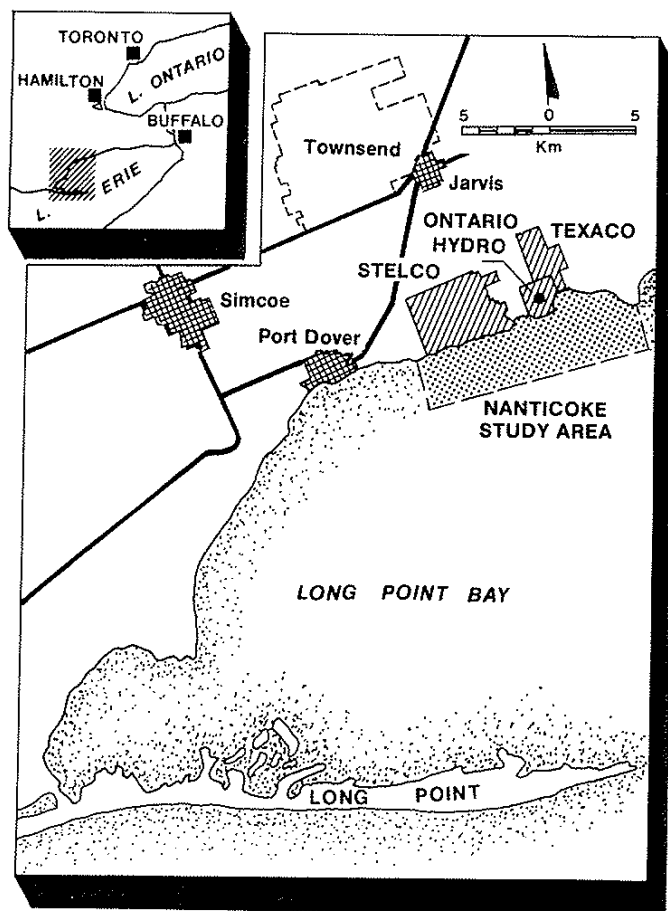 TORONTO
HAMILTON
L. ONTARIO
BUFFALO
L. ERIE
5 0 5
Km
Townsend
Jarvis
ONTARIO
HYDRO
TEXACO
STELCO
Simcoe
Port Dover
NANTICOKE
STUDY AREA
LONG POINT BAY
LONG POINT